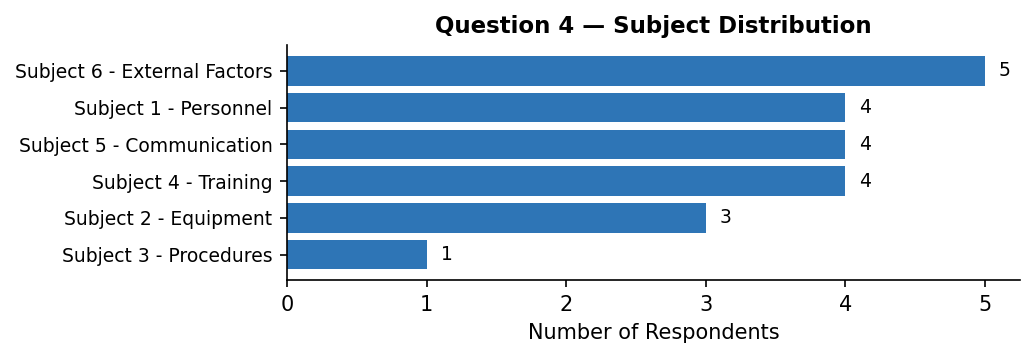 Question 4 — Subject Distribution
Subject 6 - External Factors 5
Subject 1 - Personnel 4
Subject 5 - Communication 4
Subject 4 - Training 4
Subject 2 - Equipment 3
Subject 3 - Procedures 1
0 1 2 3 4 5
Number of Respondents